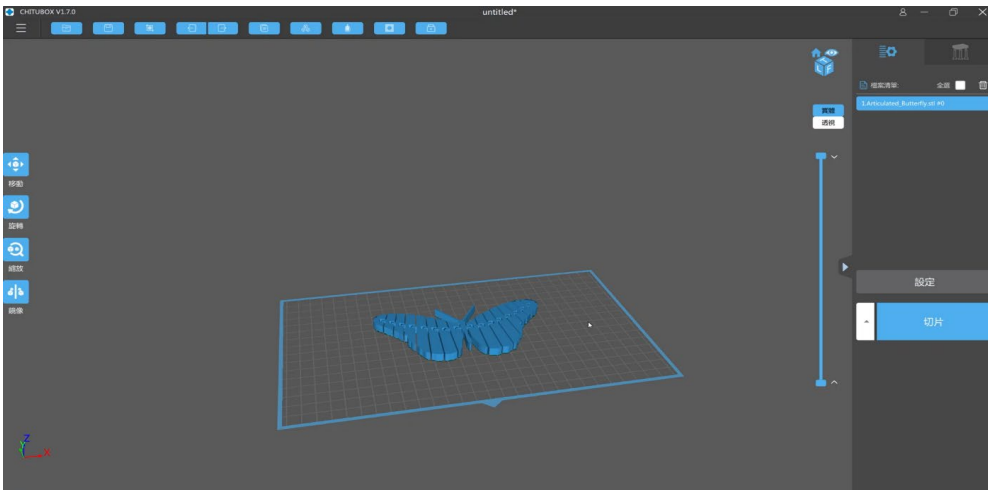 CHITUBOX V1.7.0
untitled*
檔案清單:
全選
1.Articulated_Butterfly.stl #0
實體
透視
移動
旋轉
縮放
鏡像
設定
切片
L F
Z
Y
X